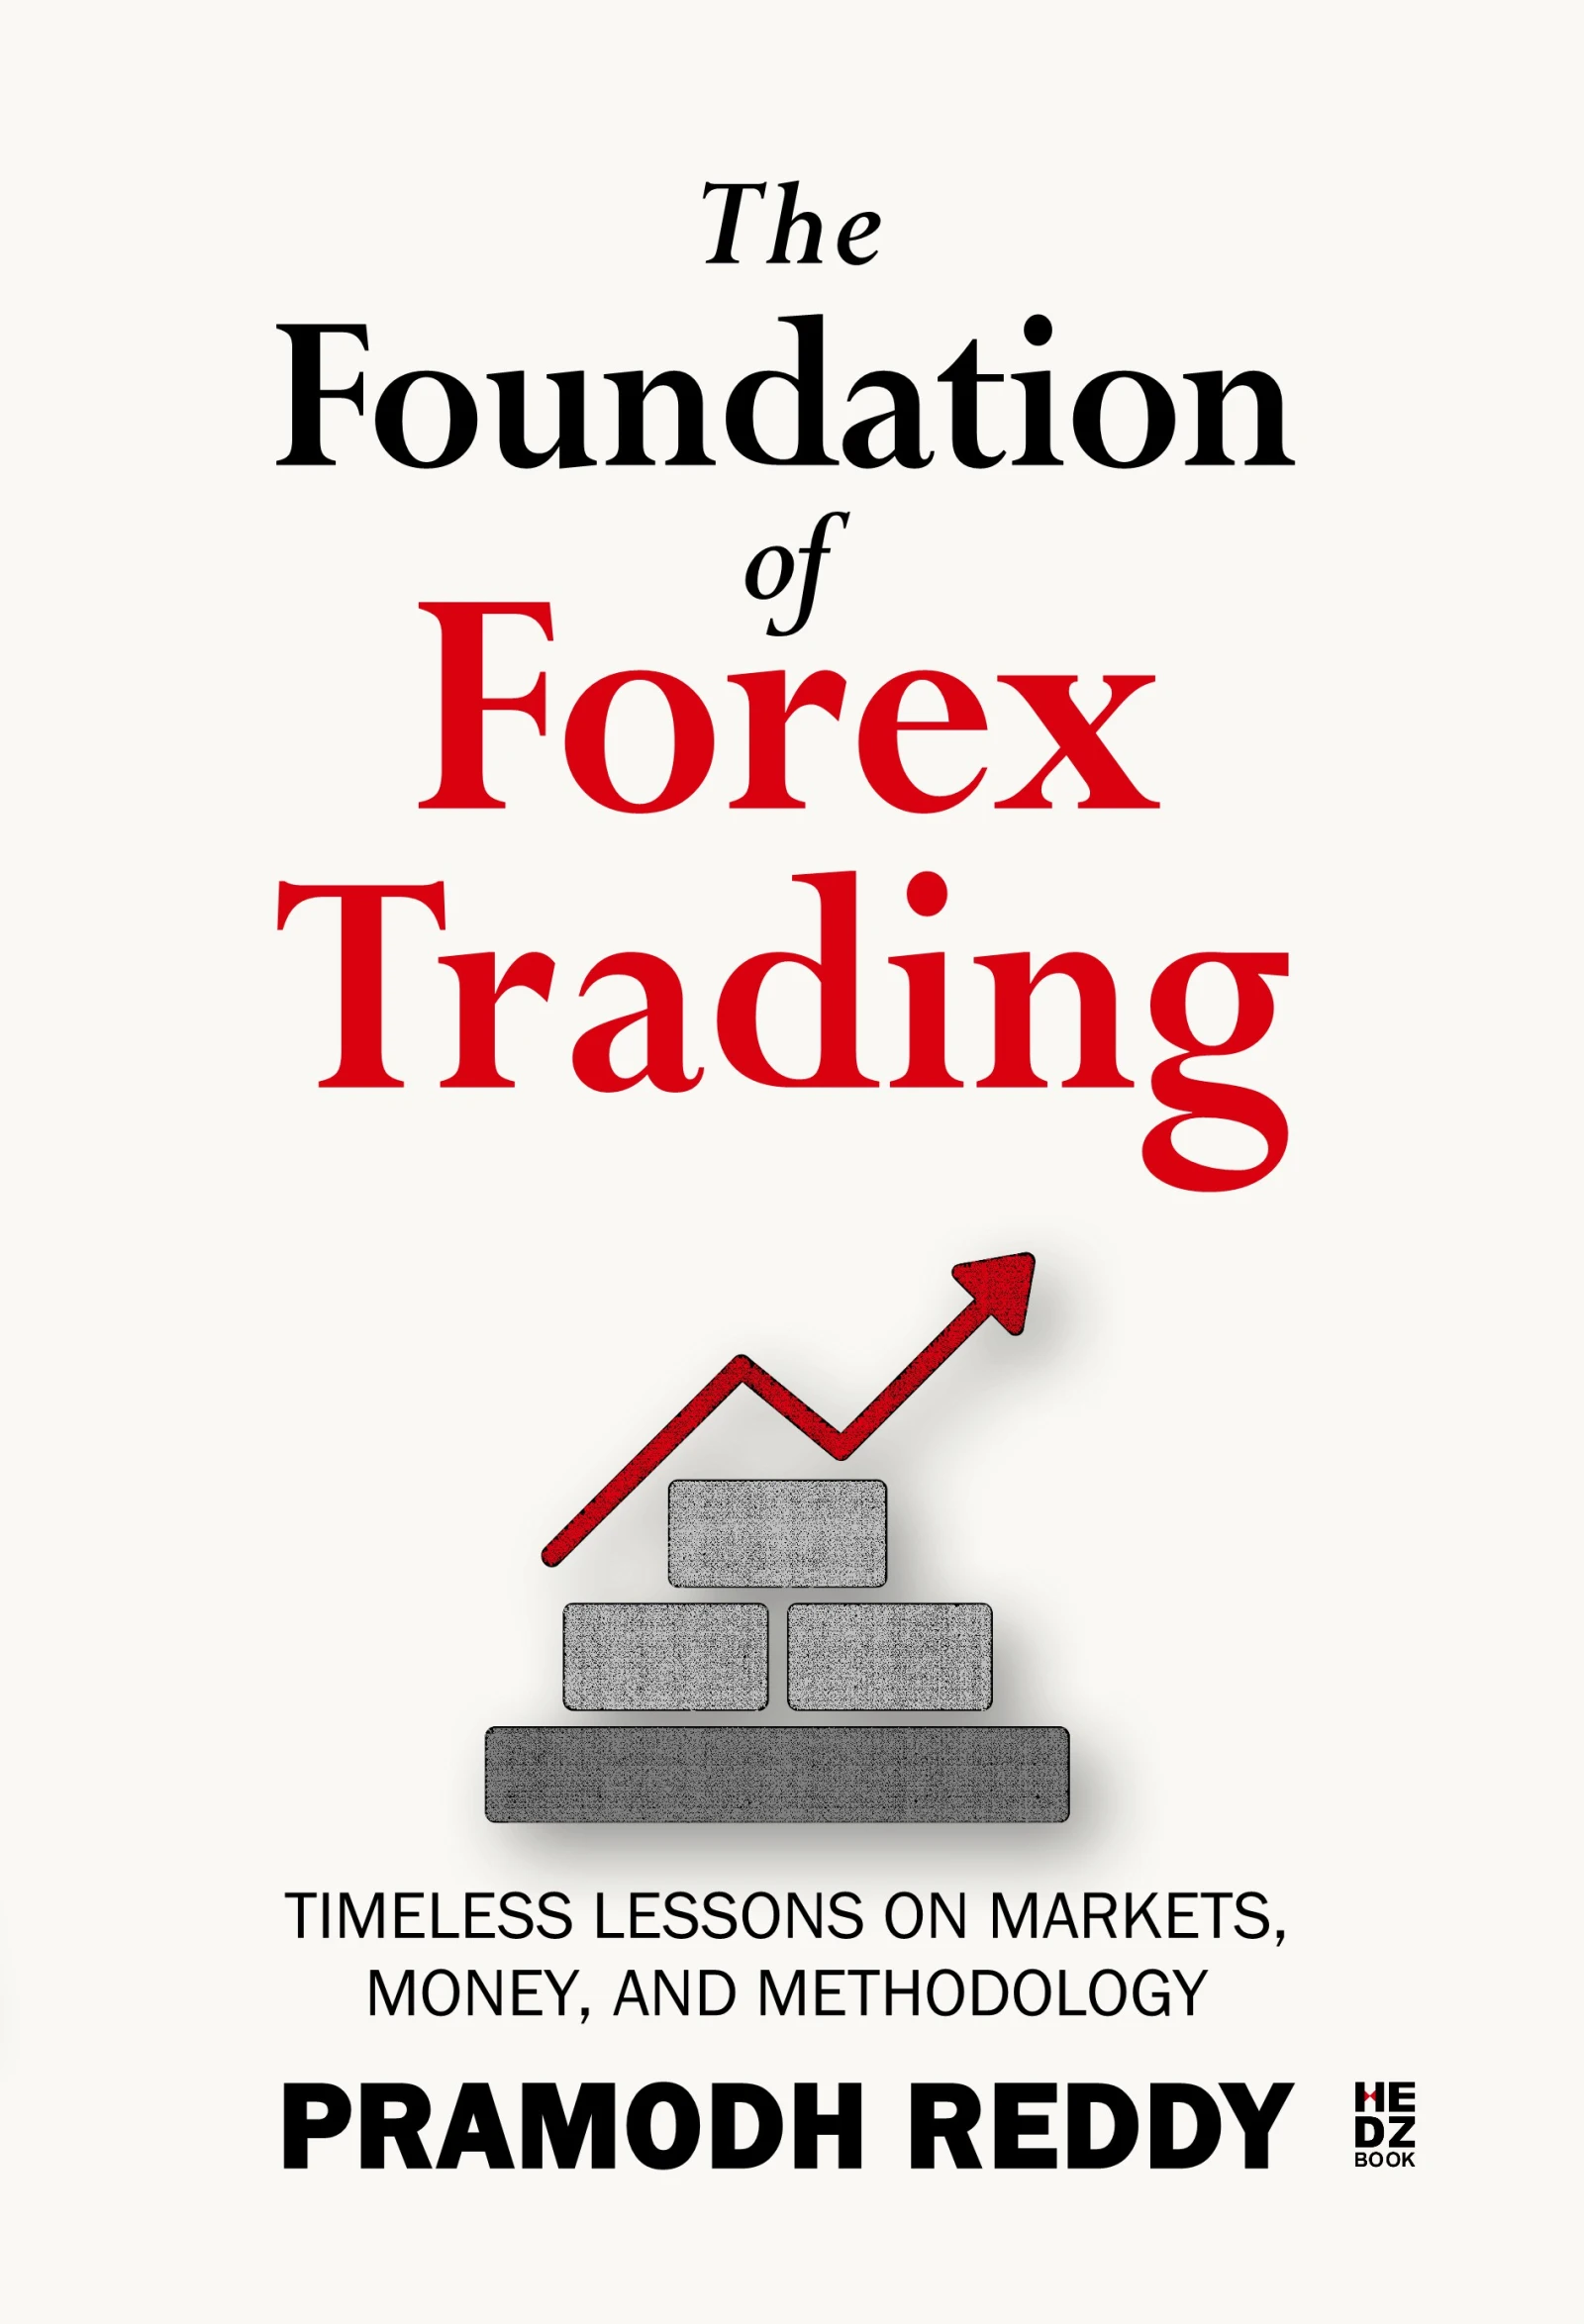 The
Foundation
of
Forex
Trading
TIMELESS LESSONS ON MARKETS,
MONEY, AND METHODOLOGY
PRAMODH REDDY
HE
DZ
BOOK